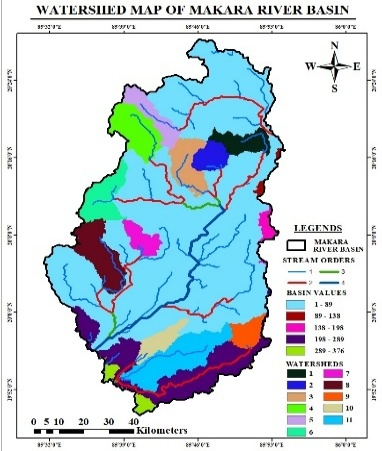 WATERSHED MAP OF MAKARA RIVER BASIN
N
W E
S
LEGENDS
MAKARA
RIVER BASIN
STREAM ORDERS
1 3
2 4
BASIN VALUES
1 - 89
89 - 138
138 - 198
198 - 289
289 - 376
WATERSHEDS
1 7
2 8
3 9
4 10
5 11
6
0 5 10 20 30 40
Kilometers